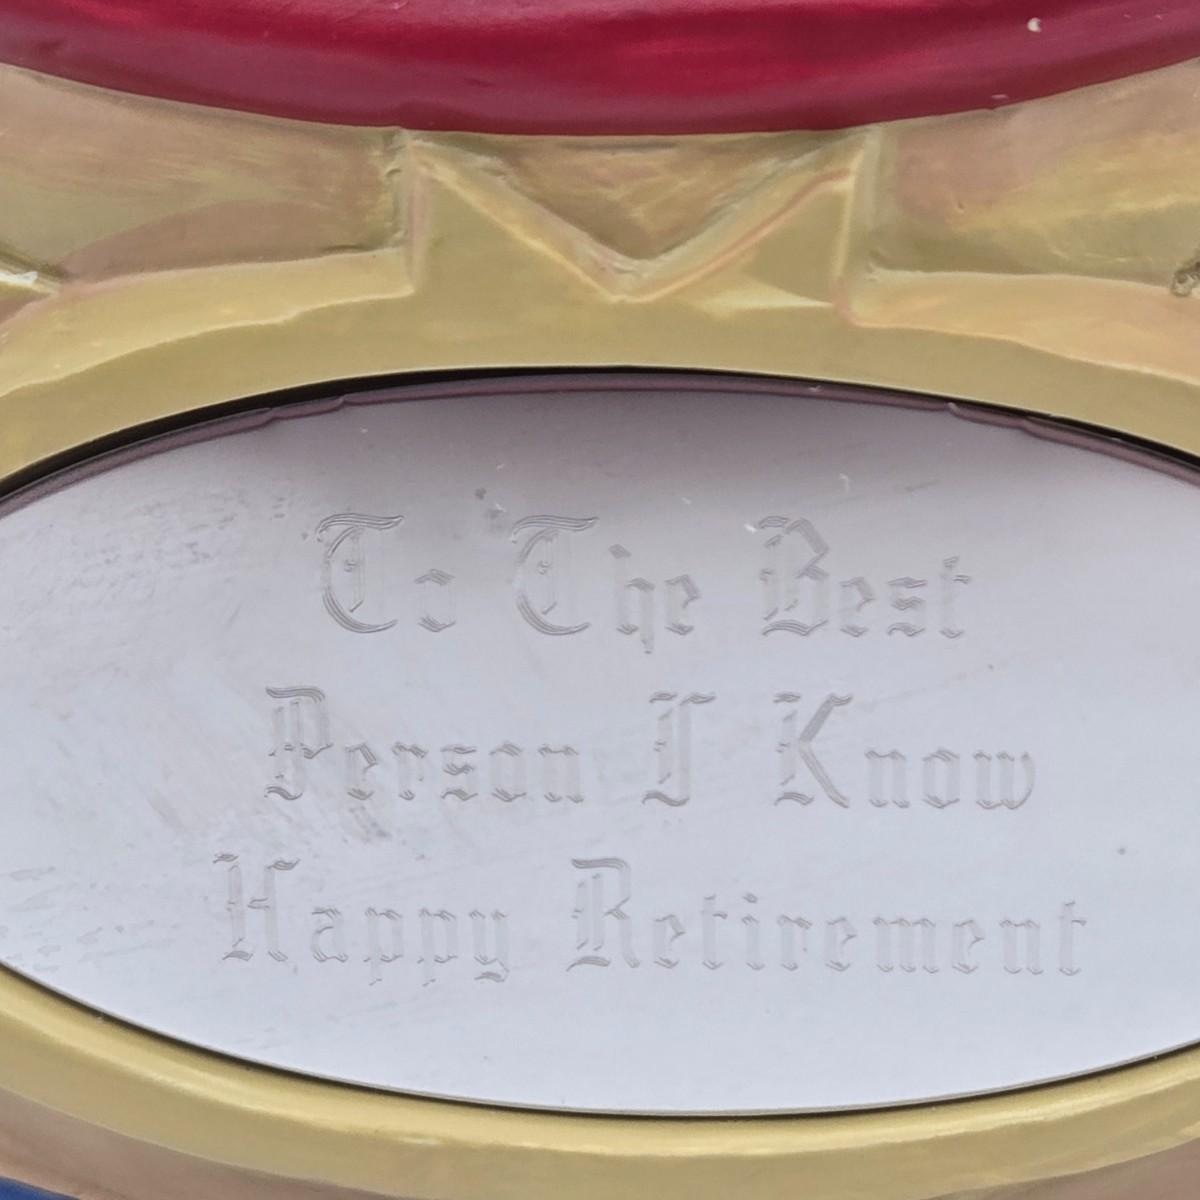 To The Best
Person I Know
Happy Retirement